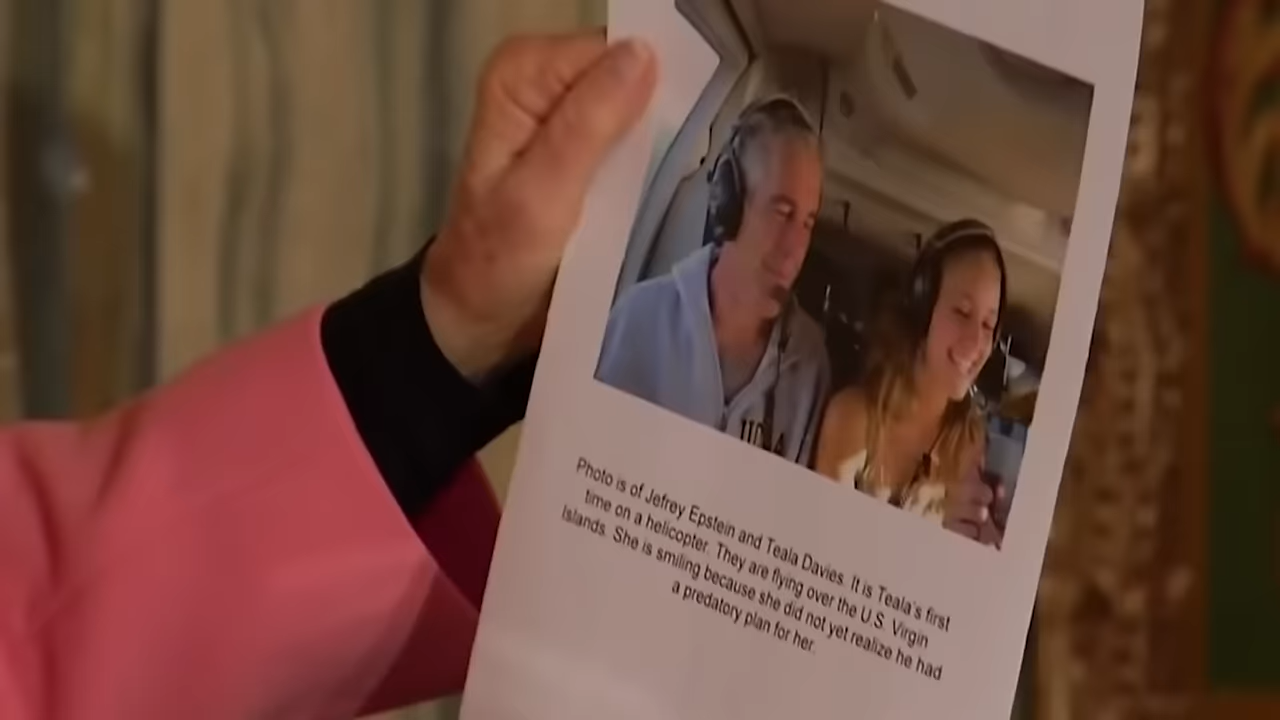 Photo is of Jefrey Epstein and Teala Davies. It is Teala's first
time on a helicopter. They are flying over the U.S. Virgin
Islands. She is smiling because she did not yet realize he had
a predatory plan for her.